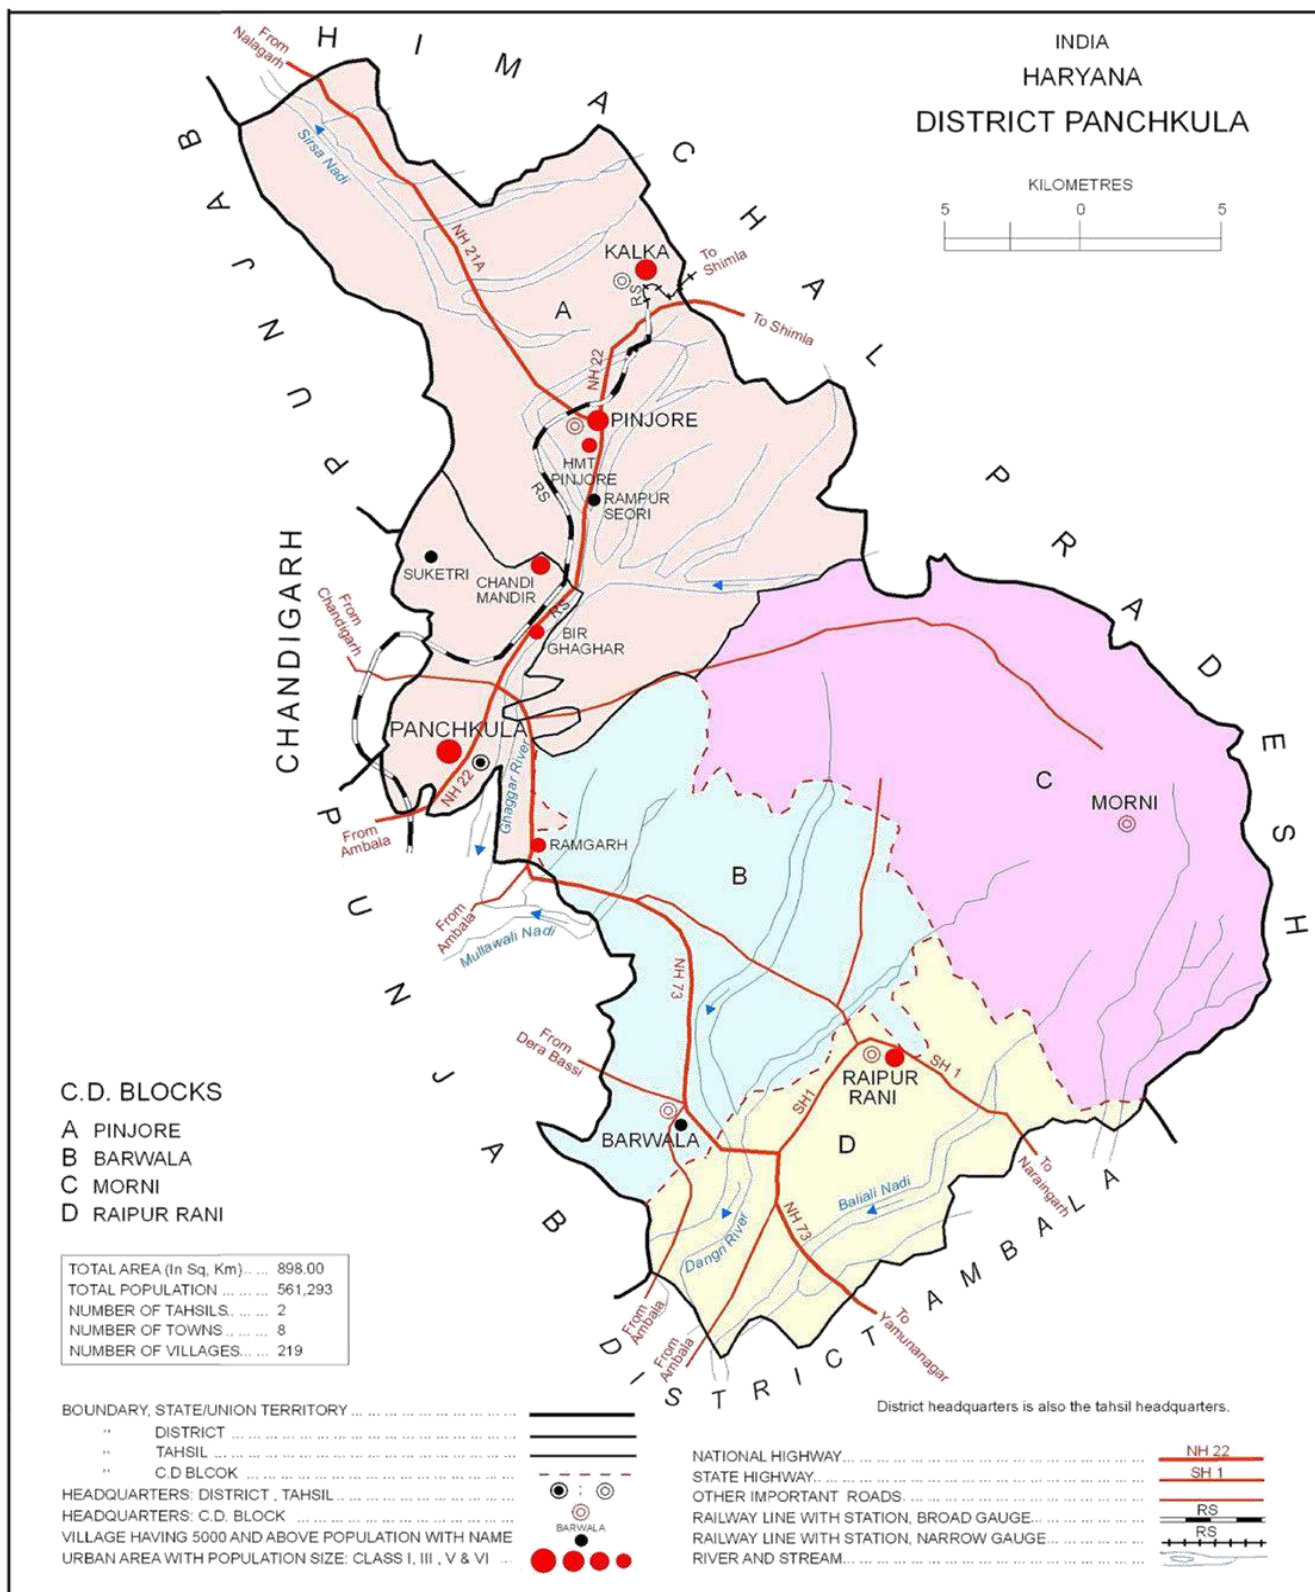 INDIA
HARYANA
DISTRICT PANCHKULA
KILOMETRES
5 0 5
HIMACHAL PRADESH
PUNJAB
CHANDIGARH
PUNJAB
DISTRICT AMBALA
From
Nalagarh
Sirsa Nadi
NH 21A
KALKA
To
Shimla
RS
A
To Shimla
NH 22
PINJORE
HMT
PINJORE
RS
RAMPUR
SEORI
SUKETRI
CHANDI
MANDIR
RS
BIR
GHAGHAR
From
Chandigarh
PANCHKULA
NH 22
Ghaggar River
From
Ambala
RAMGARH
From
Ambala
Mullawali Nadi
B
C
MORNI
NH 73
From
Dera Bassi
BARWALA
RAIPUR
RANI
SH 1
SH1
D
To
Naraingarh
Baliali Nadi
Dangri River
NH 73
From
Ambala
From
Ambala
To
Yamunanagar
C.D. BLOCKS
A PINJORE
B BARWALA
C MORNI
D RAIPUR RANI
TOTAL AREA (In Sq, Km)..... 898.00
TOTAL POPULATION ......... 561,293
NUMBER OF TAHSILS........ 2
NUMBER OF TOWNS ........ 8
NUMBER OF VILLAGES...... 219
BOUNDARY, STATE/UNION TERRITORY
,, DISTRICT
,, TAHSIL
,, C.D BLCOK
HEADQUARTERS: DISTRICT , TAHSIL
:
HEADQUARTERS: C.D. BLOCK
BARWALA
VILLAGE HAVING 5000 AND ABOVE POPULATION WITH NAME
URBAN AREA WITH POPULATION SIZE: CLASS I, III , V & VI
District headquarters is also the tahsil headquarters.
NATIONAL HIGHWAY NH 22
STATE HIGHWAY SH 1
OTHER IMPORTANT ROADS
RAILWAY LINE WITH STATION, BROAD GAUGE RS
RAILWAY LINE WITH STATION, NARROW GAUGE RS
RIVER AND STREAM